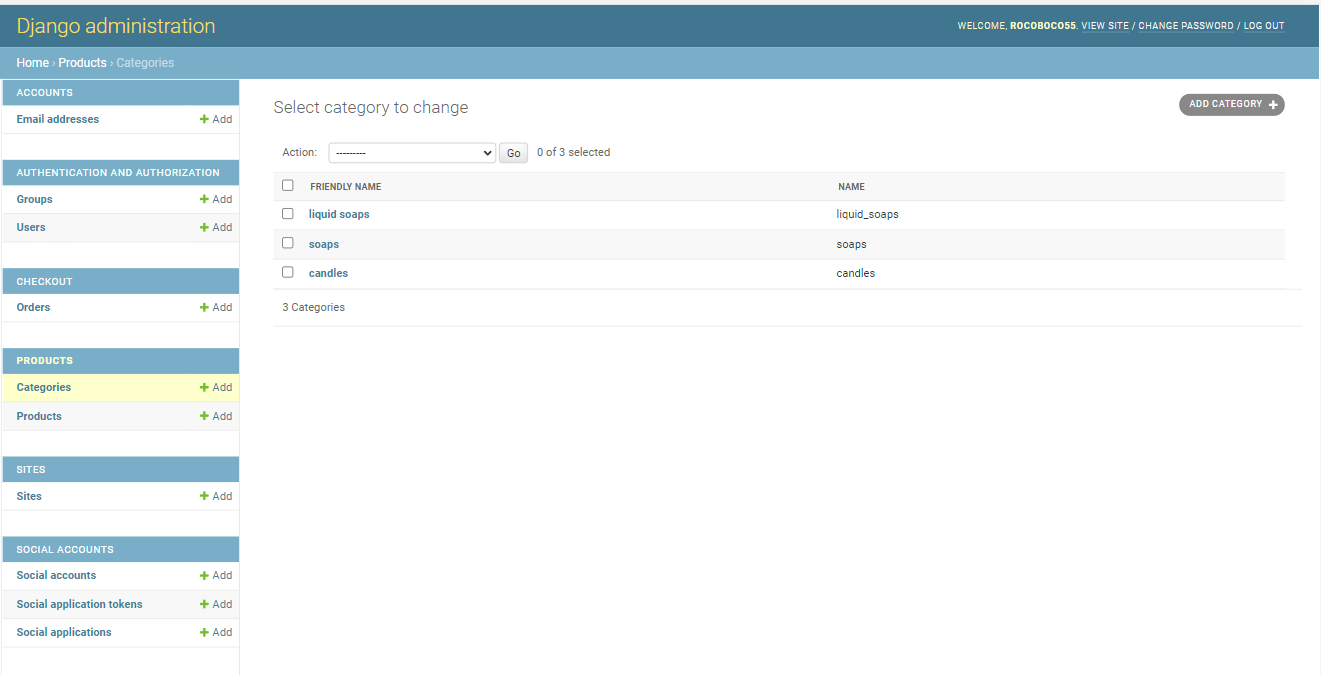 Django administration
WELCOME, ROCOBOCO55. VIEW SITE / CHANGE PASSWORD / LOG OUT
Home › Products › Categories
ACCOUNTS
Email addresses + Add
AUTHENTICATION AND AUTHORIZATION
Groups + Add
Users + Add
CHECKOUT
Orders + Add
PRODUCTS
Categories + Add
Products + Add
SITES
Sites + Add
SOCIAL ACCOUNTS
Social accounts + Add
Social application tokens + Add
Social applications + Add
Select category to change
ADD CATEGORY +
Action: --------- Go 0 of 3 selected
FRIENDLY NAME NAME
liquid soaps liquid_soaps
soaps soaps
candles candles
3 Categories